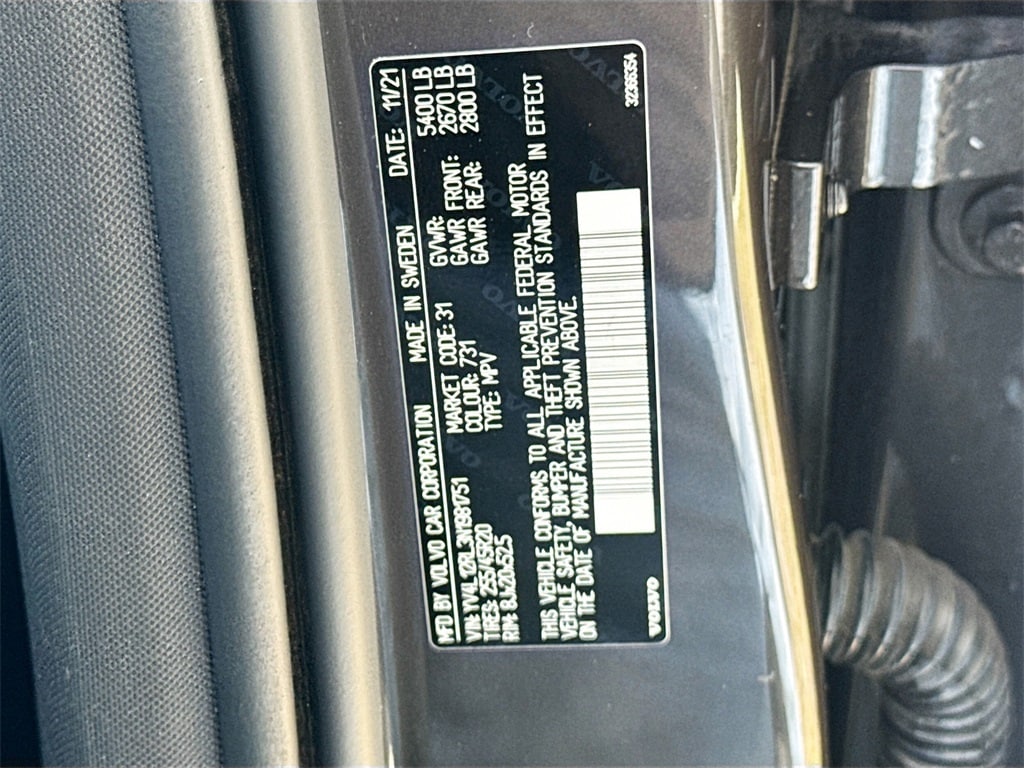 MFD BY VOLVO CAR CORPORATION MADE IN SWEDEN DATE: 11/21
VIN: YV4L12RL3N1981751 MARKET CODE: 31 GVWR: 5400 LB
TIRES: 255/45R20 COLOUR: 731 GAWR FRONT: 2670 LB
RIM: 8Jx20x52.5 TYPE: MPV GAWR REAR: 2800 LB
THIS VEHICLE CONFORMS TO ALL APPLICABLE FEDERAL MOTOR
VEHICLE SAFETY, BUMPER AND THEFT PREVENTION STANDARDS IN EFFECT
ON THE DATE OF MANUFACTURE SHOWN ABOVE.
VOLVO 32366354